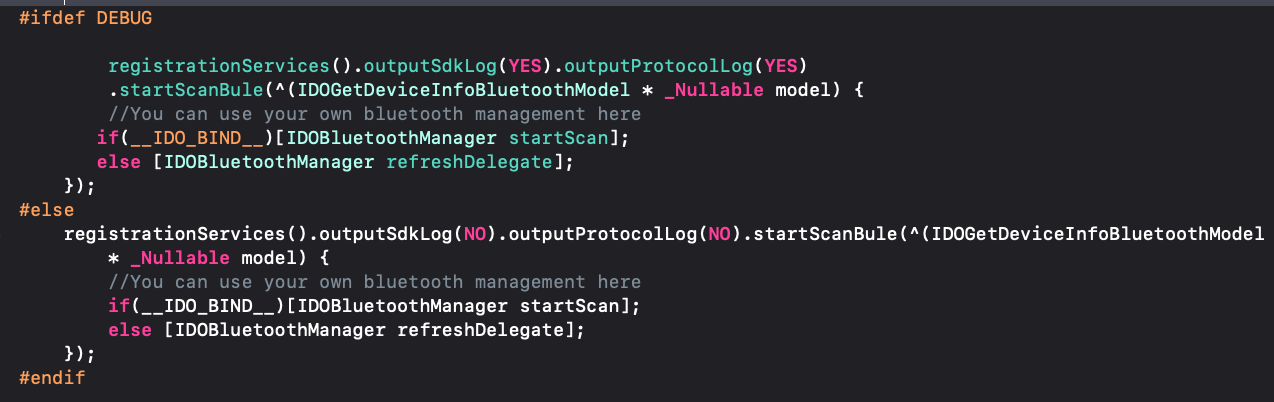 #ifdef DEBUG
registrationServices().outputSdkLog(YES).outputProtocolLog(YES)
.startScanBule(^(IDOGetDeviceInfoBluetoothModel * _Nullable model) {
//You can use your own bluetooth management here
if(__IDO_BIND__)[IDOBluetoothManager startScan];
else [IDOBluetoothManager refreshDelegate];
});
#else
registrationServices().outputSdkLog(NO).outputProtocolLog(NO).startScanBule(^(IDOGetDeviceInfoBluetoothModel
* _Nullable model) {
//You can use your own bluetooth management here
if(__IDO_BIND__)[IDOBluetoothManager startScan];
else [IDOBluetoothManager refreshDelegate];
});
#endif